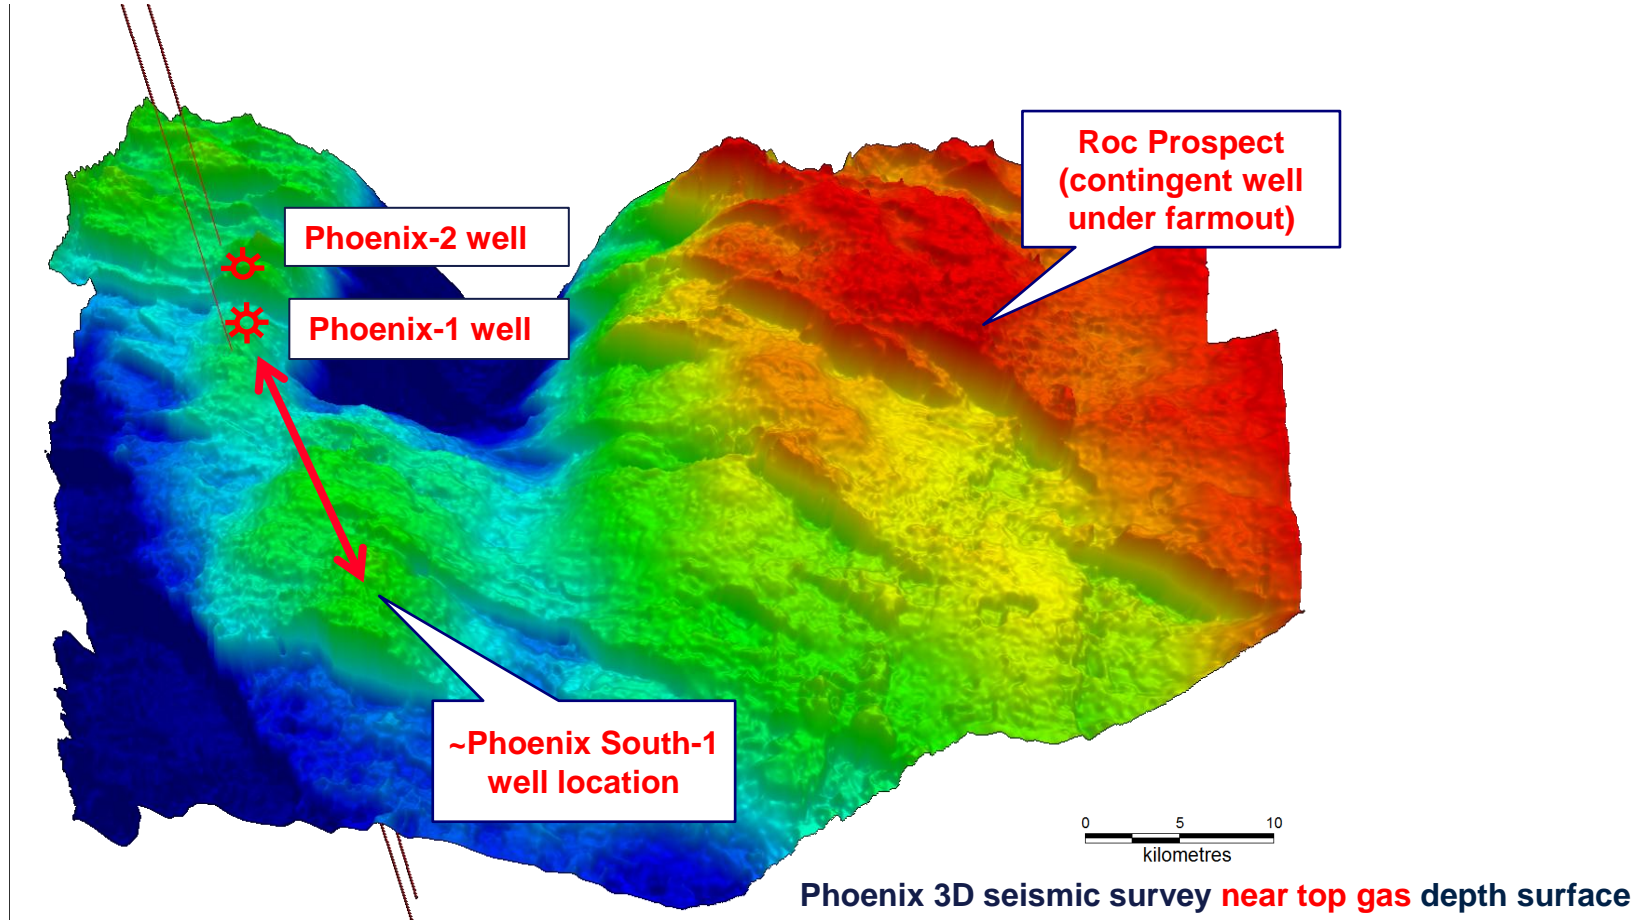 Roc Prospect
(contingent well
under farmout)
Phoenix-2 well
Phoenix-1 well
~Phoenix South-1
well location
0 5 10
kilometres
Phoenix 3D seismic survey near top gas depth surface